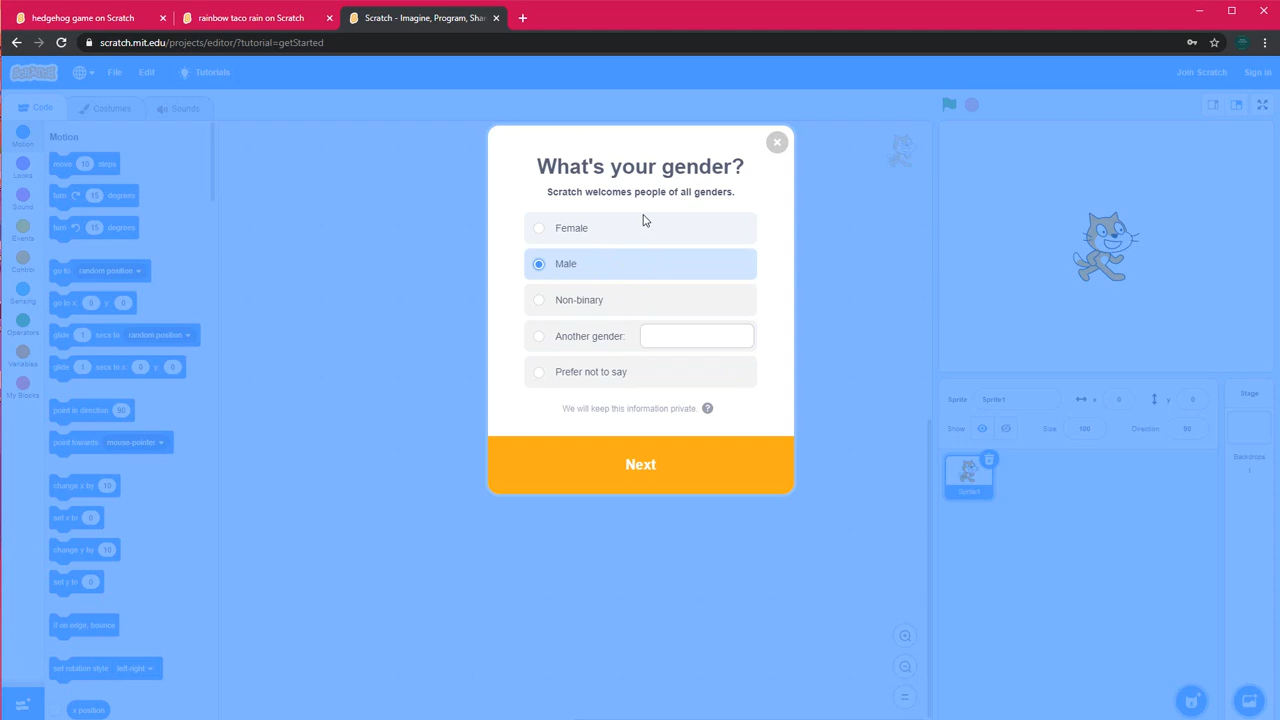 hedgehog game on Scratch
rainbow taco rain on Scratch
Scratch - Imagine, Program, Sha
scratch.mit.edu/projects/editor/?tutorial=getStarted
SCRATCH
File
Edit
Tutorials
Join Scratch
Sign in
Code
Costumes
Sounds
Motion
Looks
Sound
Events
Control
Sensing
Operators
Variables
My Blocks
Motion
move 10 steps
turn 15 degrees
turn 15 degrees
go to random position
go to x: 0 y: 0
glide 1 secs to random position
glide 1 secs to x: 0 y: 0
point in direction 90
point towards mouse-pointer
change x by 10
set x to 0
change y by 10
set y to 0
if on edge, bounce
set rotation style left-right
x position
What's your gender?
Scratch welcomes people of all genders.
Female
Male
Non-binary
Another gender:
Prefer not to say
We will keep this information private. ?
Next
Sprite Sprite1 x 0 y 0
Show Size 100 Direction 90
Sprite1
Stage
Backdrops
1